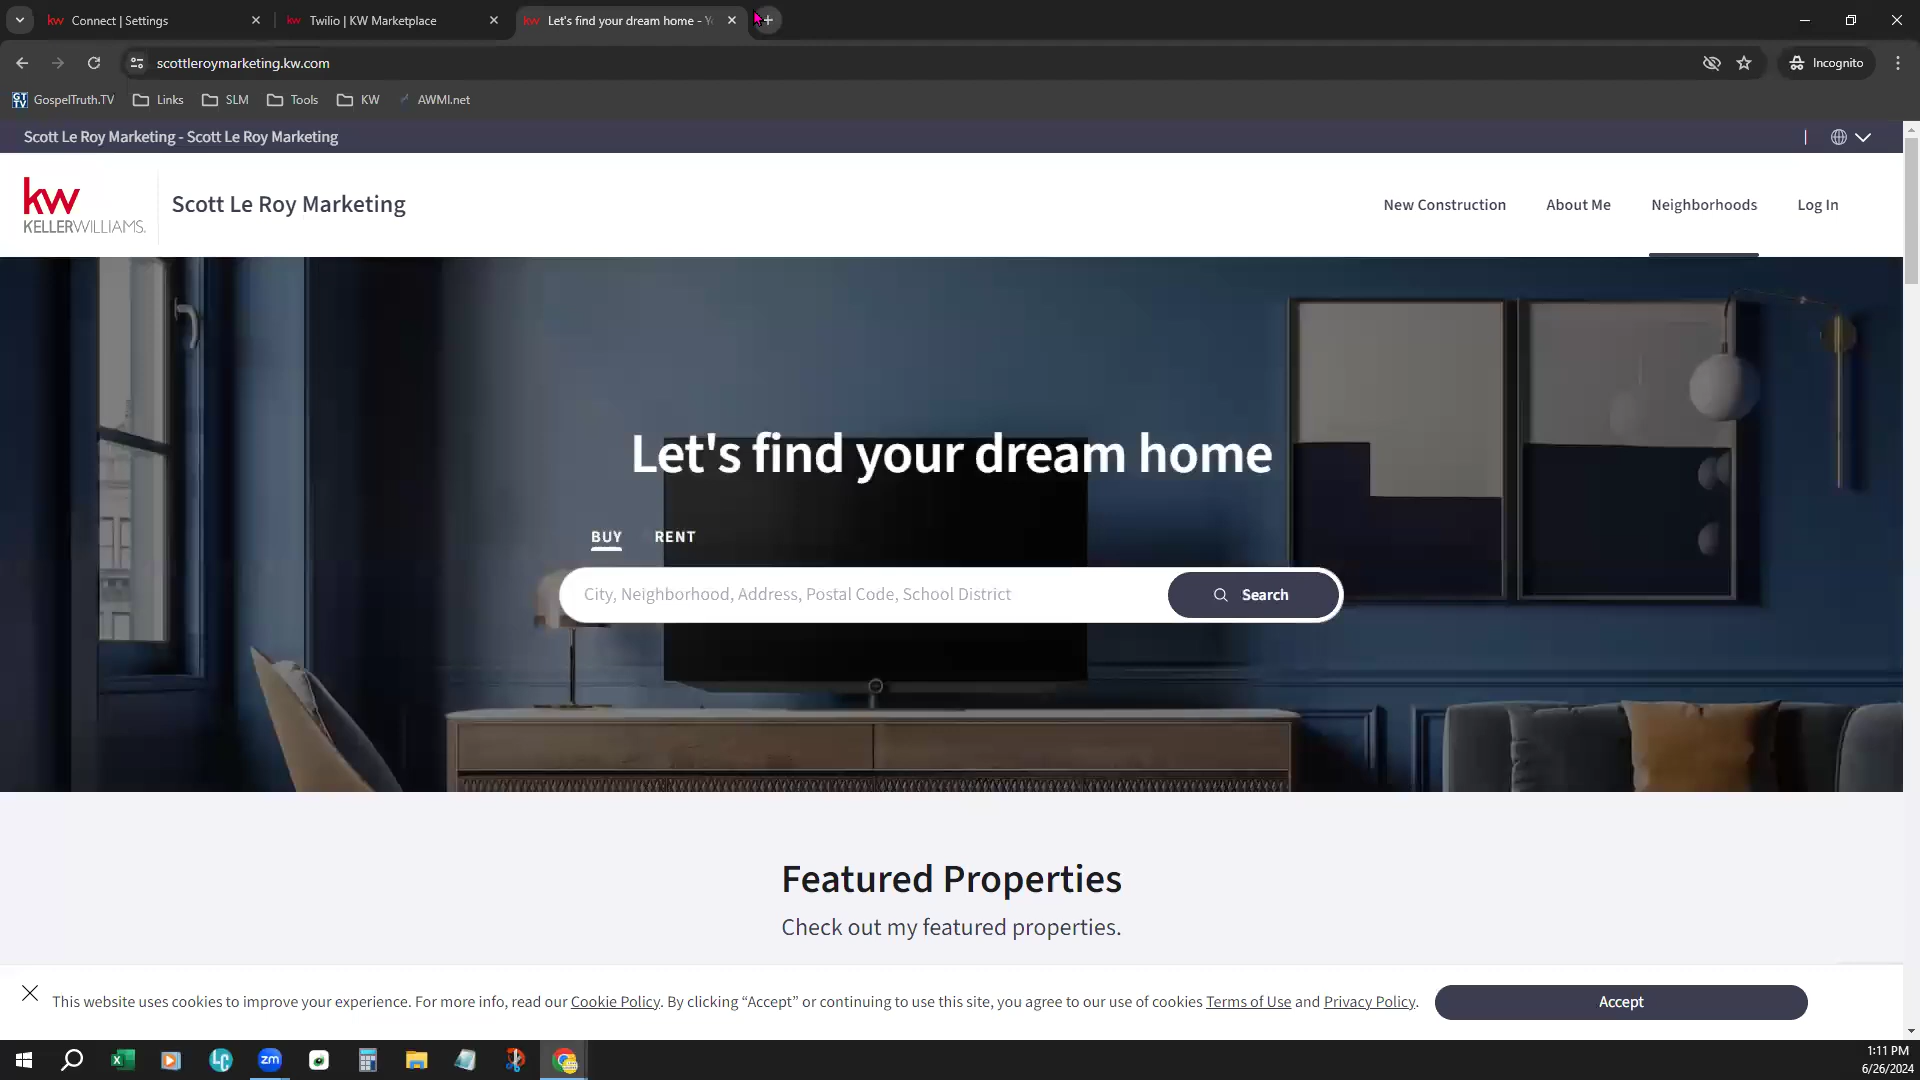 Connect | Settings
Twilio | KW Marketplace
Let's find your dream home - Y
scottleroymarketing.kw.com
Incognito
GospelTruth.TV
Links
SLM
Tools
KW
AWMI.net
Scott Le Roy Marketing - Scott Le Roy Marketing
kw
KELLERWILLIAMS.
Scott Le Roy Marketing
New Construction
About Me
Neighborhoods
Log In
Let's find your dream home
BUY
RENT
City, Neighborhood, Address, Postal Code, School District
Search
Featured Properties
Check out my featured properties.
This website uses cookies to improve your experience. For more info, read our Cookie Policy. By clicking “Accept” or continuing to use this site, you agree to our use of cookies Terms of Use and Privacy Policy.
Accept
zm
1:11 PM
6/26/2024